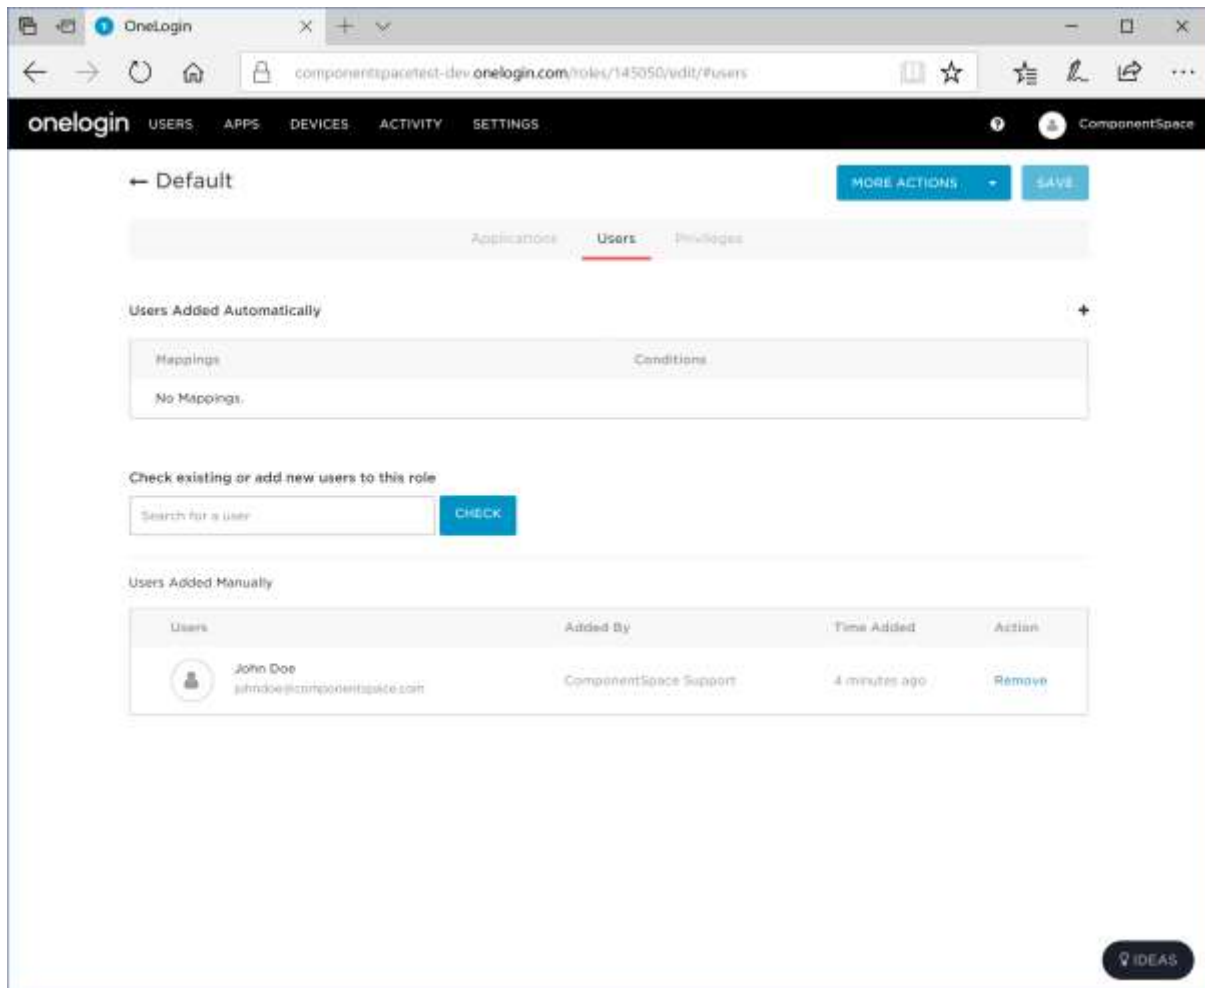 OneLogin
componentspacetest-dev.onelogin.com/roles/145050/edit/#users
onelogin USERS APPS DEVICES ACTIVITY SETTINGS ? ComponentSpace
← Default
MORE ACTIONS
SAVE
Applications Users Privileges
Users Added Automatically +
Mappings Conditions
No Mappings.
Check existing or add new users to this role
Search for a user
CHECK
Users Added Manually
Users Added By Time Added Action
John Doe
johndoe@componentspace.com
ComponentSpace Support 4 minutes ago Remove
IDEAS